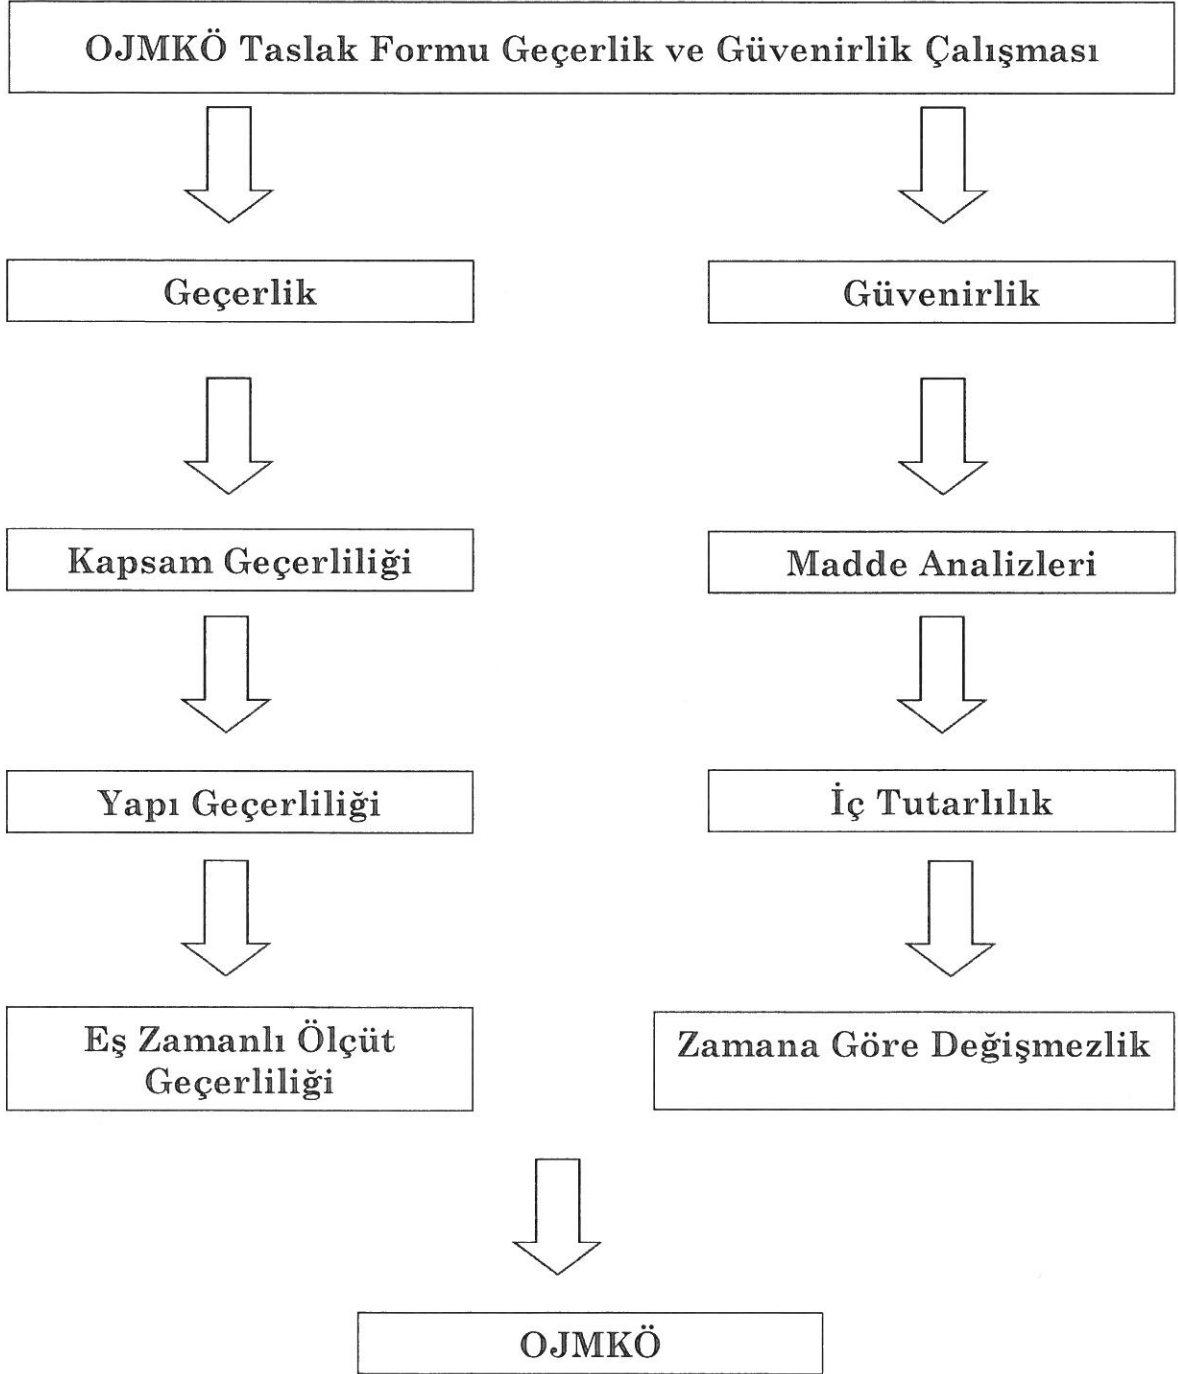 OJMKÖ Taslak Formu Geçerlik ve Güvenirlik Çalışması
Geçerlik
Güvenirlik
Kapsam Geçerliliği
Madde Analizleri
Yapı Geçerliliği
İç Tutarlılık
Eş Zamanlı Ölçüt
Geçerliliği
Zamana Göre Değişmezlik
OJMKÖ